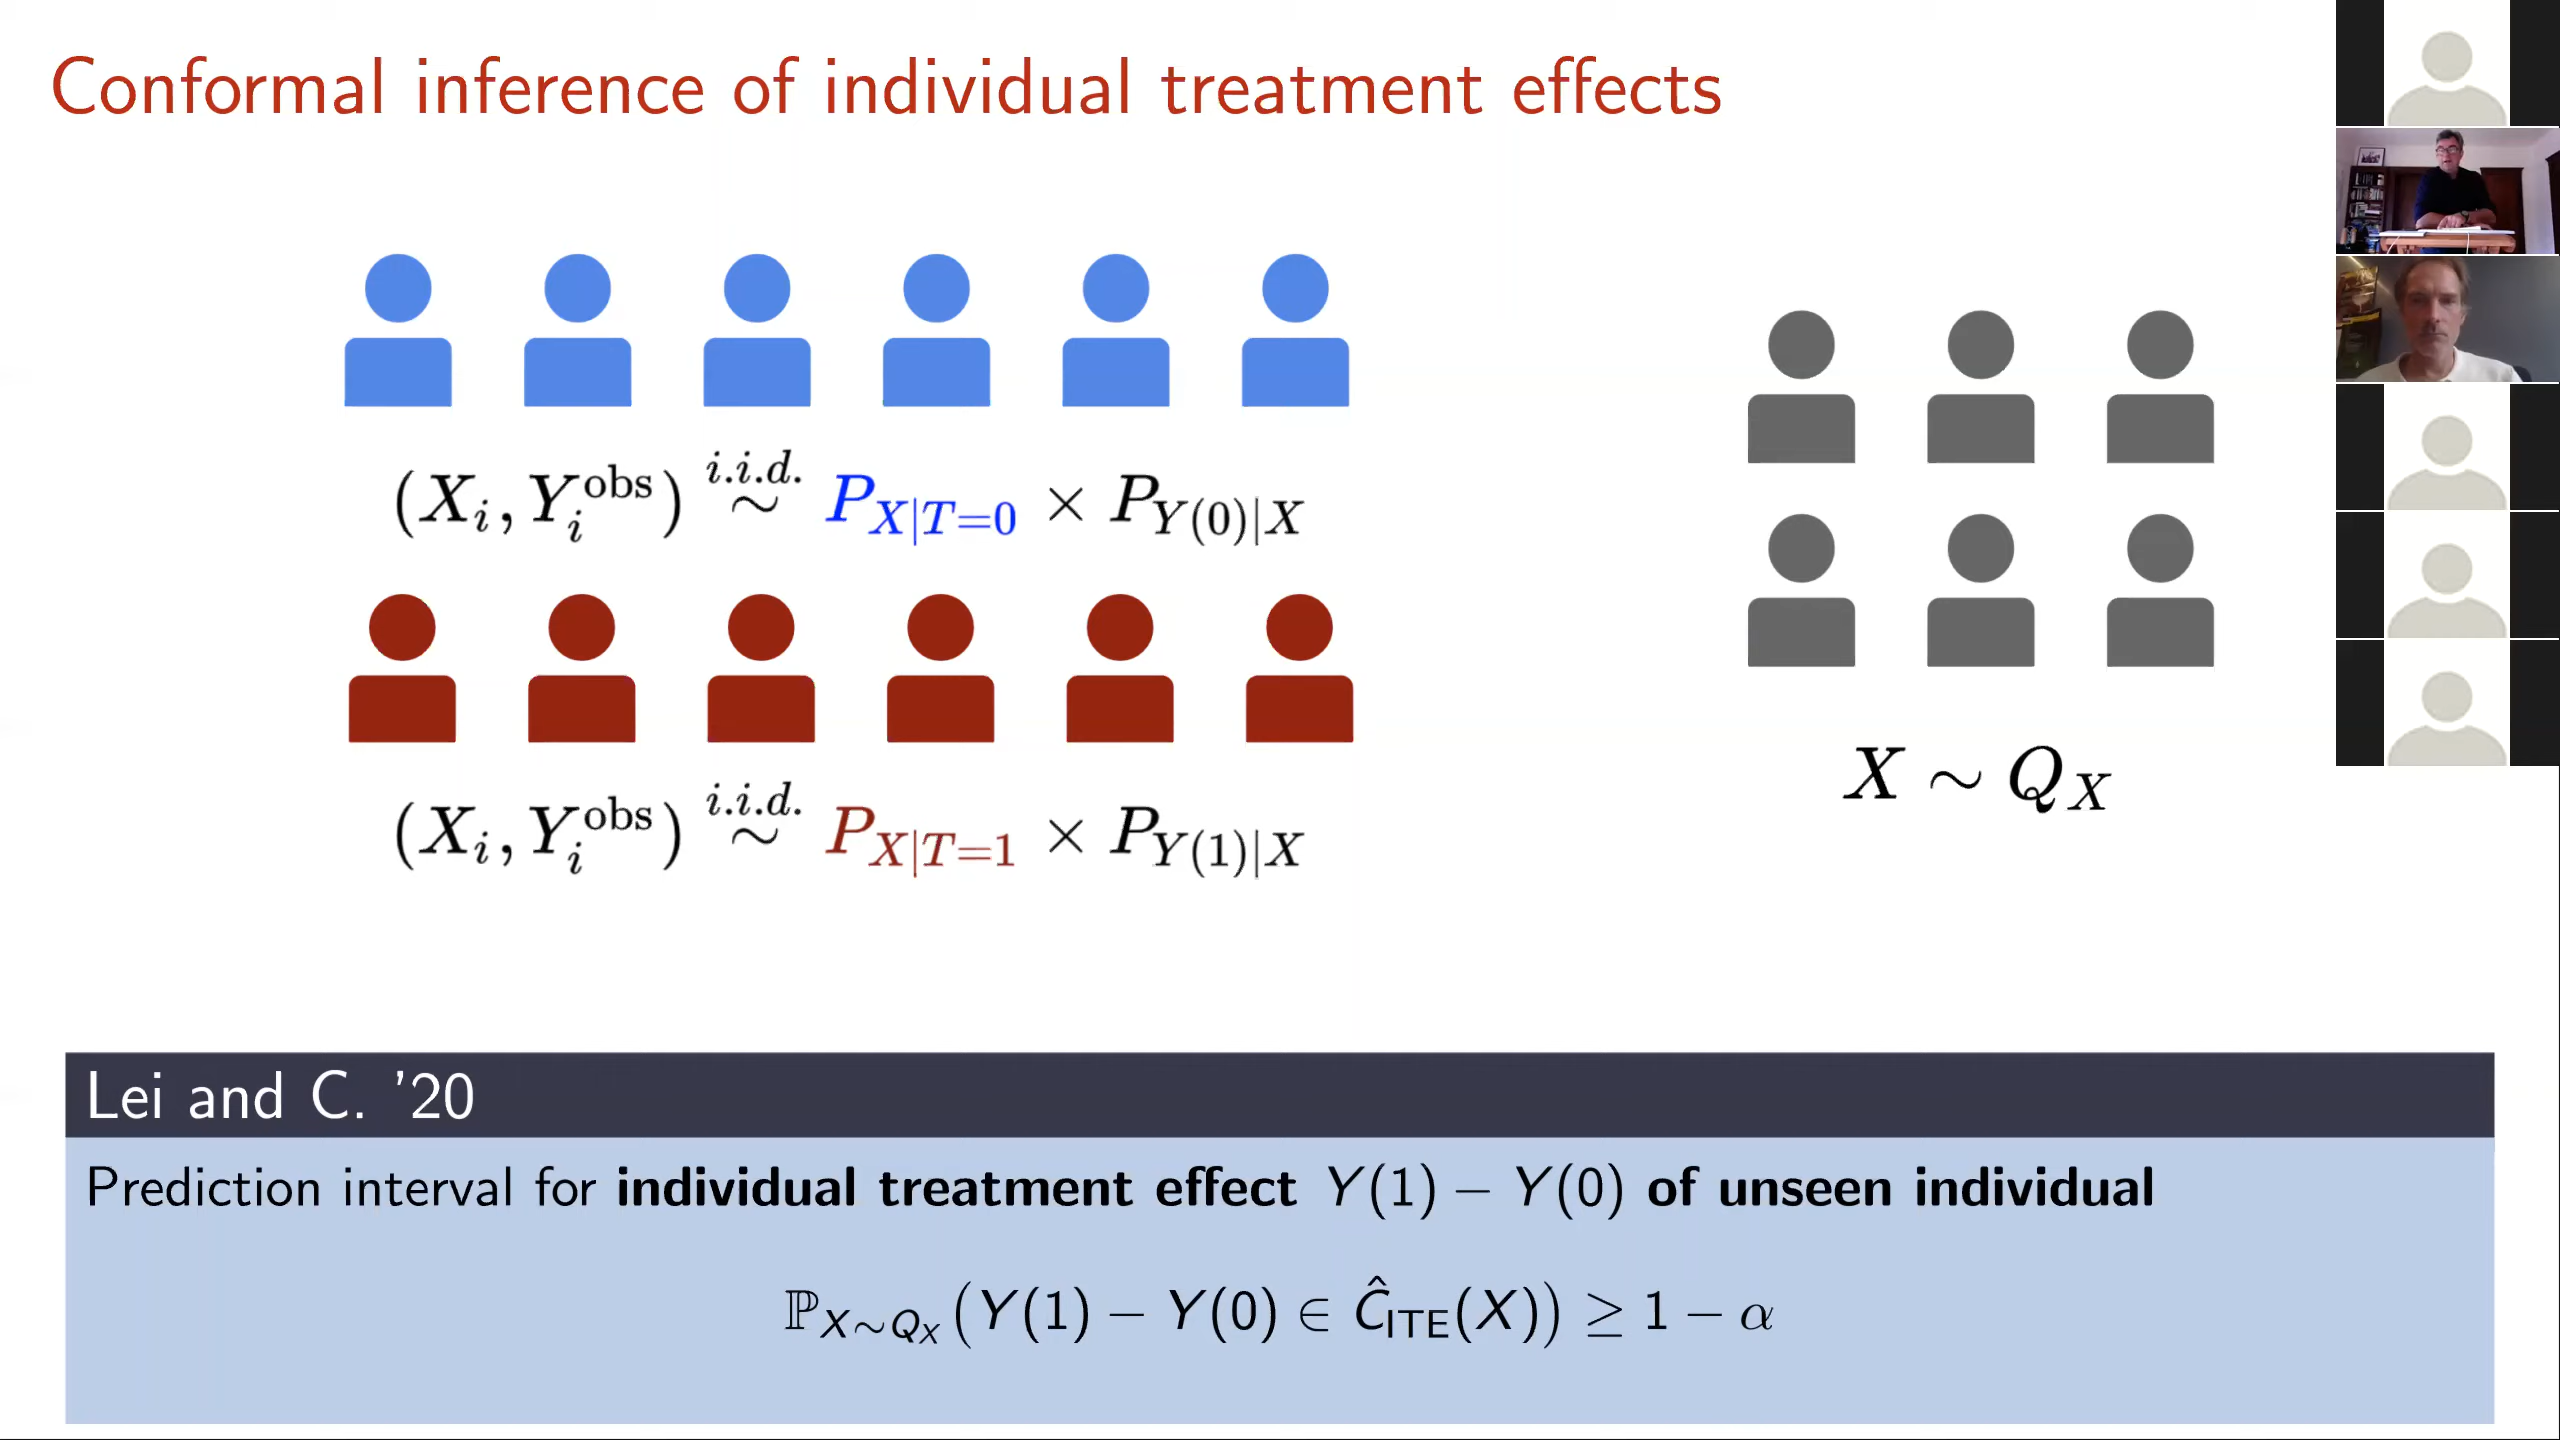 Conformal inference of individual treatment effects
(X_i, Y_i^obs) i.i.d. ∼ P_{X|T=0} × P_{Y(0)|X}
(X_i, Y_i^obs) i.i.d. ∼ P_{X|T=1} × P_{Y(1)|X}
X ∼ Q_X
Lei and C. '20
Prediction interval for individual treatment effect Y(1) − Y(0) of unseen individual
ℙ_{X∼Q_X}(Y(1) − Y(0) ∈ Ĉ_ITE(X)) ≥ 1 − α